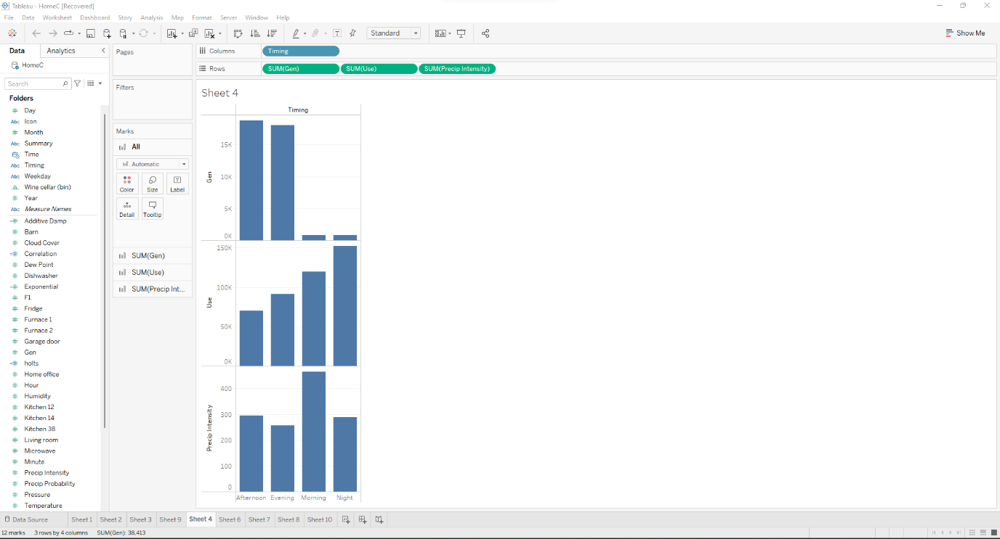 Tableau - HomeC [Recovered]
File Data Worksheet Dashboard Story Analysis Map Format Server Window Help
Standard
Show Me
Data Analytics
HomeC
Search
Folders
# Day
Abc Icon
# Month
Abc Summary
Time
Abc Timing
Abc Weekday
Wine cellar (bin)
# Year
Abc Measure Names
=# Additive Damp
# Barn
# Cloud Cover
=# Correlation
# Dew Point
# Dishwasher
=# Exponential
# F1
# Fridge
# Furnace 1
# Furnace 2
# Garage door
# Gen
=# holts
# Home office
# Hour
# Humidity
# Kitchen 12
# Kitchen 14
# Kitchen 38
# Living room
# Microwave
# Minute
# Precip Intensity
# Precip Probability
# Pressure
# Temperature
Pages
Filters
Marks
All
Automatic
Color Size Label
Detail Tooltip
SUM(Gen)
SUM(Use)
SUM(Precip Int...
Columns Timing
Rows SUM(Gen) SUM(Use) SUM(Precip Intensity)
Sheet 4
Timing
Gen
15K
10K
5K
0K
Use
150K
100K
50K
0K
Precip Intensity
400
300
200
100
0
Afternoon Evening Morning Night
Data Source Sheet 1 Sheet 2 Sheet 3 Sheet 9 Sheet 4 Sheet 6 Sheet 7 Sheet 8 Sheet 10
12 marks 3 rows by 4 columns SUM(Gen): 38,413